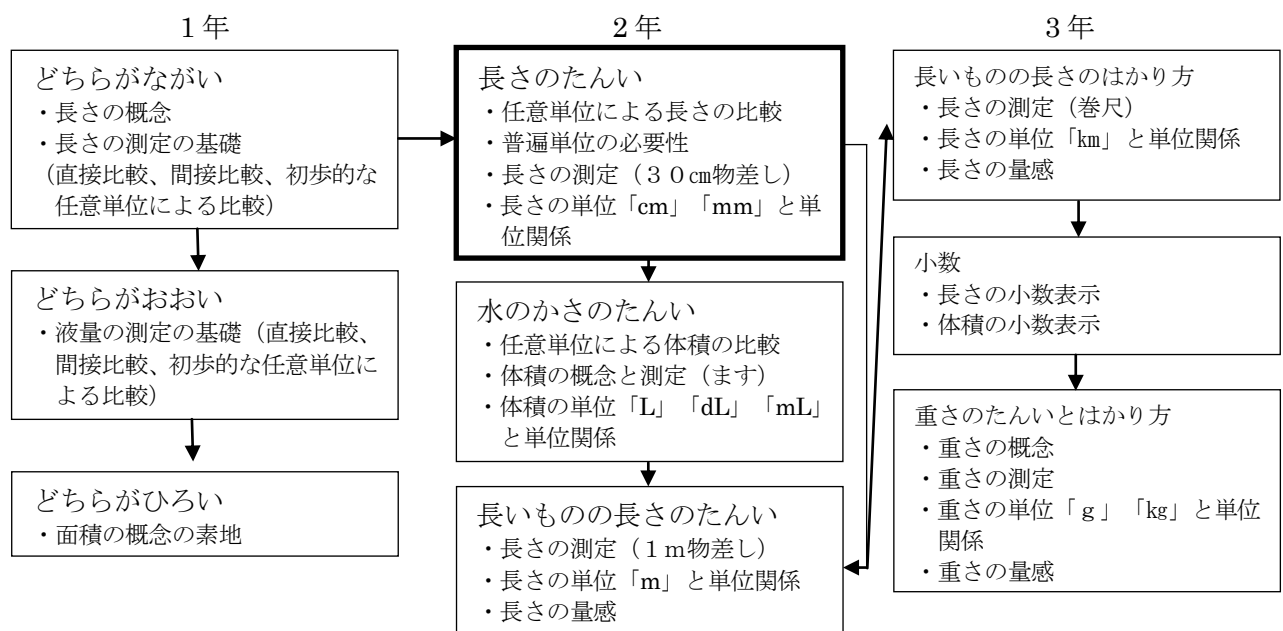 1年
どちらがながい
・長さの概念
・長さの測定の基礎
（直接比較、間接比較、初歩的な
任意単位による比較）
どちらがおおい
・液量の測定の基礎（直接比較、
間接比較、初歩的な任意単位に
よる比較）
どちらがひろい
・面積の概念の素地
2年
長さのたんい
・任意単位による長さの比較
・普遍単位の必要性
・長さの測定（３０㎝物差し）
・長さの単位「cm」「mm」と単
位関係
水のかさのたんい
・任意単位による体積の比較
・体積の概念と測定（ます）
・体積の単位「L」「dL」「mL」
と単位関係
長いものの長さのたんい
・長さの測定（１ｍ物差し）
・長さの単位「m」と単位関係
・長さの量感
3年
長いものの長さのはかり方
・長さの測定（巻尺）
・長さの単位「㎞」と単位関係
・長さの量感
小数
・長さの小数表示
・体積の小数表示
重さのたんいとはかり方
・重さの概念
・重さの測定
・重さの単位「ｇ」「㎏」と単位
関係
・重さの量感